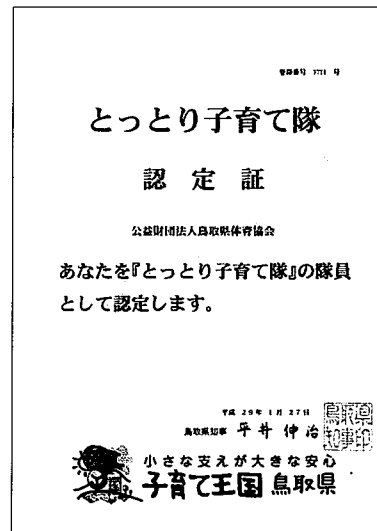 とっとり子育て隊
認定証
公益財団法人鳥取県体育協会
あなたを『とっとり子育て隊』の隊員
として認定します。
平成 29年 1月 27日
鳥取県知事 平井伸治
小さな支えが大きな安心
子育て王国 鳥取県